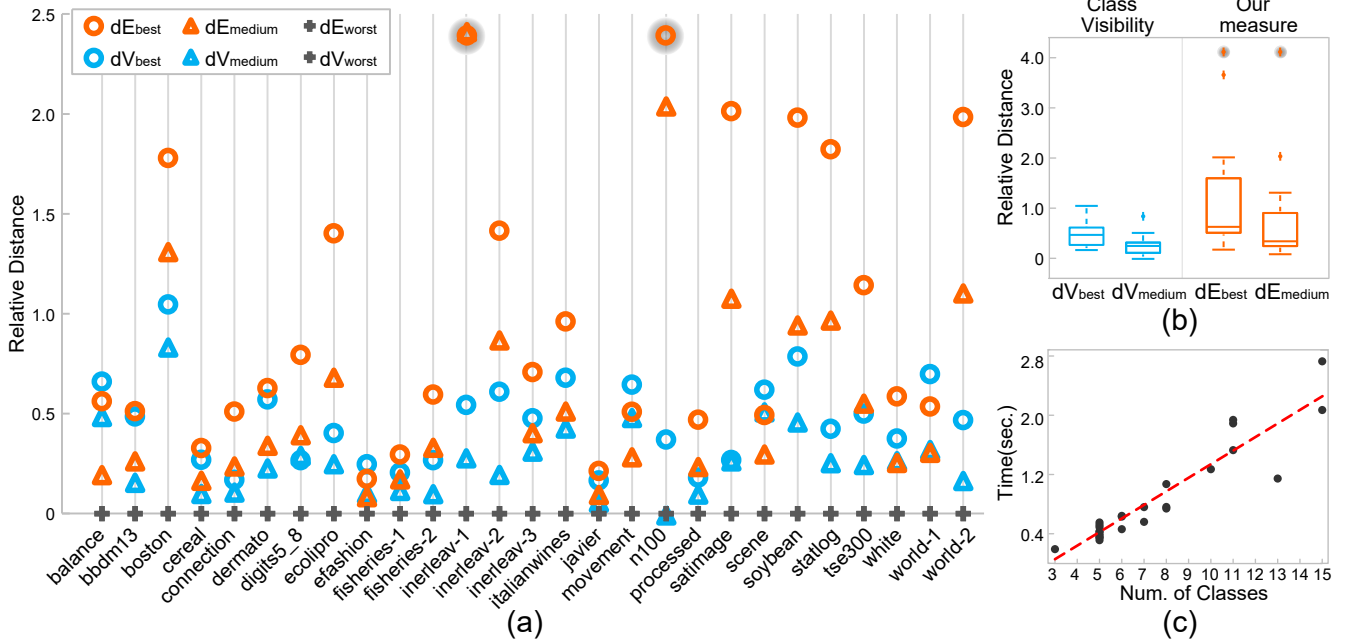 dEbest dEmedium dEworst
dVbest dVmedium dVworst
Relative Distance
2.5
2.0
1.5
1.0
0.5
0
balance bbdm13 boston cereal connection dermato digits5_8 ecolipro efashion fisheries-1 fisheries-2 inerleav-1 inerleav-2 inerleav-3 italianwines javier movement n100 processed satimage scene soybean statlog tse300 white world-1 world-2
(a)
Class Our
Visibility measure
Relative Distance
4.0
3.0
2.0
1.0
0
dVbest dVmedium dEbest dEmedium
(b)
Time(sec.)
2.8
2.0
1.2
0.4
3 4 5 6 7 8 9 10 11 12 13 14 15
Num. of Classes
(c)